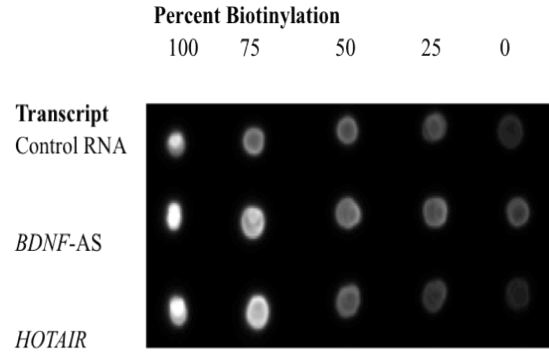 Percent Biotinylation
100 75 50 25 0
Transcript
Control RNA
BDNF-AS
HOTAIR